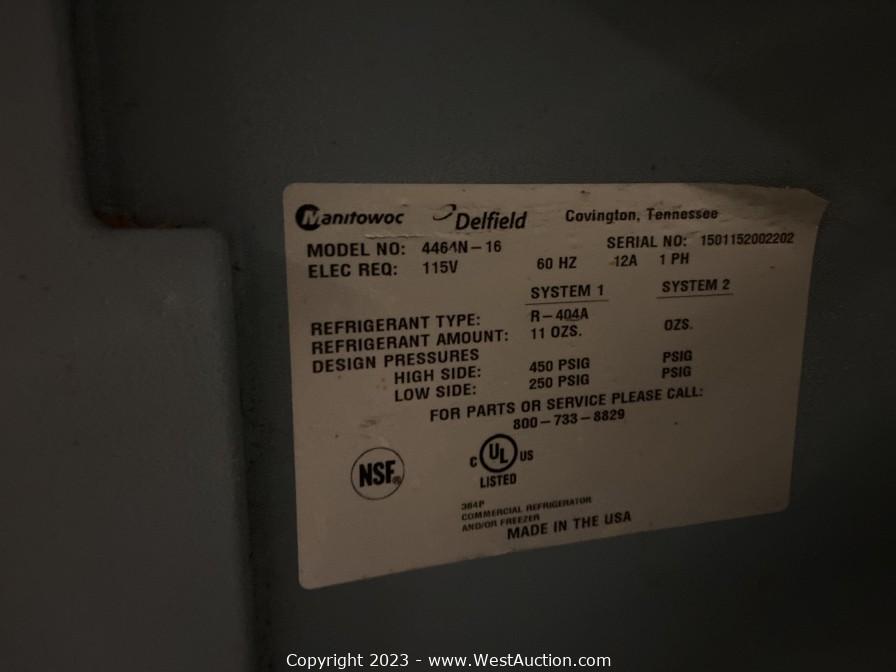 Manitowoc Delfield Covington, Tennessee
MODEL NO: 4464N-16 SERIAL NO: 1501152002202
ELEC REQ: 115V 60 HZ 12A 1 PH
SYSTEM 1 SYSTEM 2
REFRIGERANT TYPE: R-404A
REFRIGERANT AMOUNT: 11 OZS. OZS.
DESIGN PRESSURES
HIGH SIDE: 450 PSIG PSIG
LOW SIDE: 250 PSIG PSIG
FOR PARTS OR SERVICE PLEASE CALL:
800-733-8829
NSF®
C UL US
LISTED
364P
COMMERCIAL REFRIGERATOR
AND/OR FREEZER
MADE IN THE USA
Copyright 2023 - www.WestAuction.com